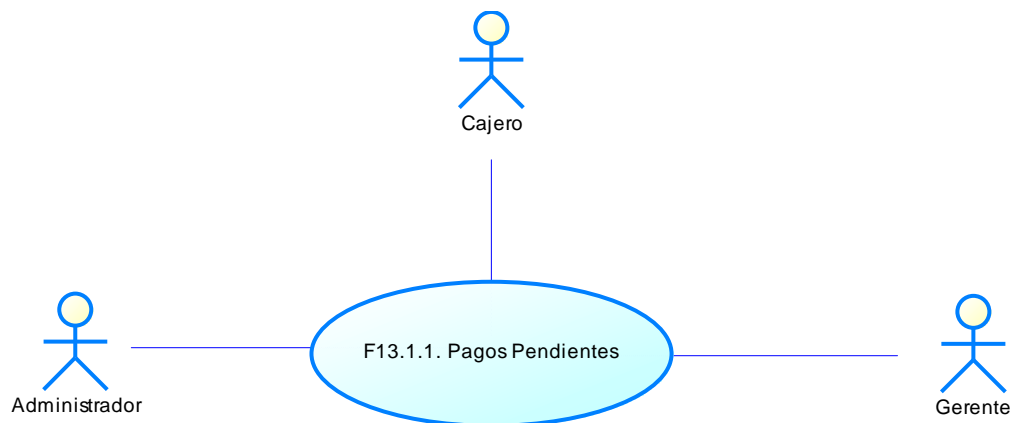 Cajero
F13.1.1. Pagos Pendientes
Administrador
Gerente